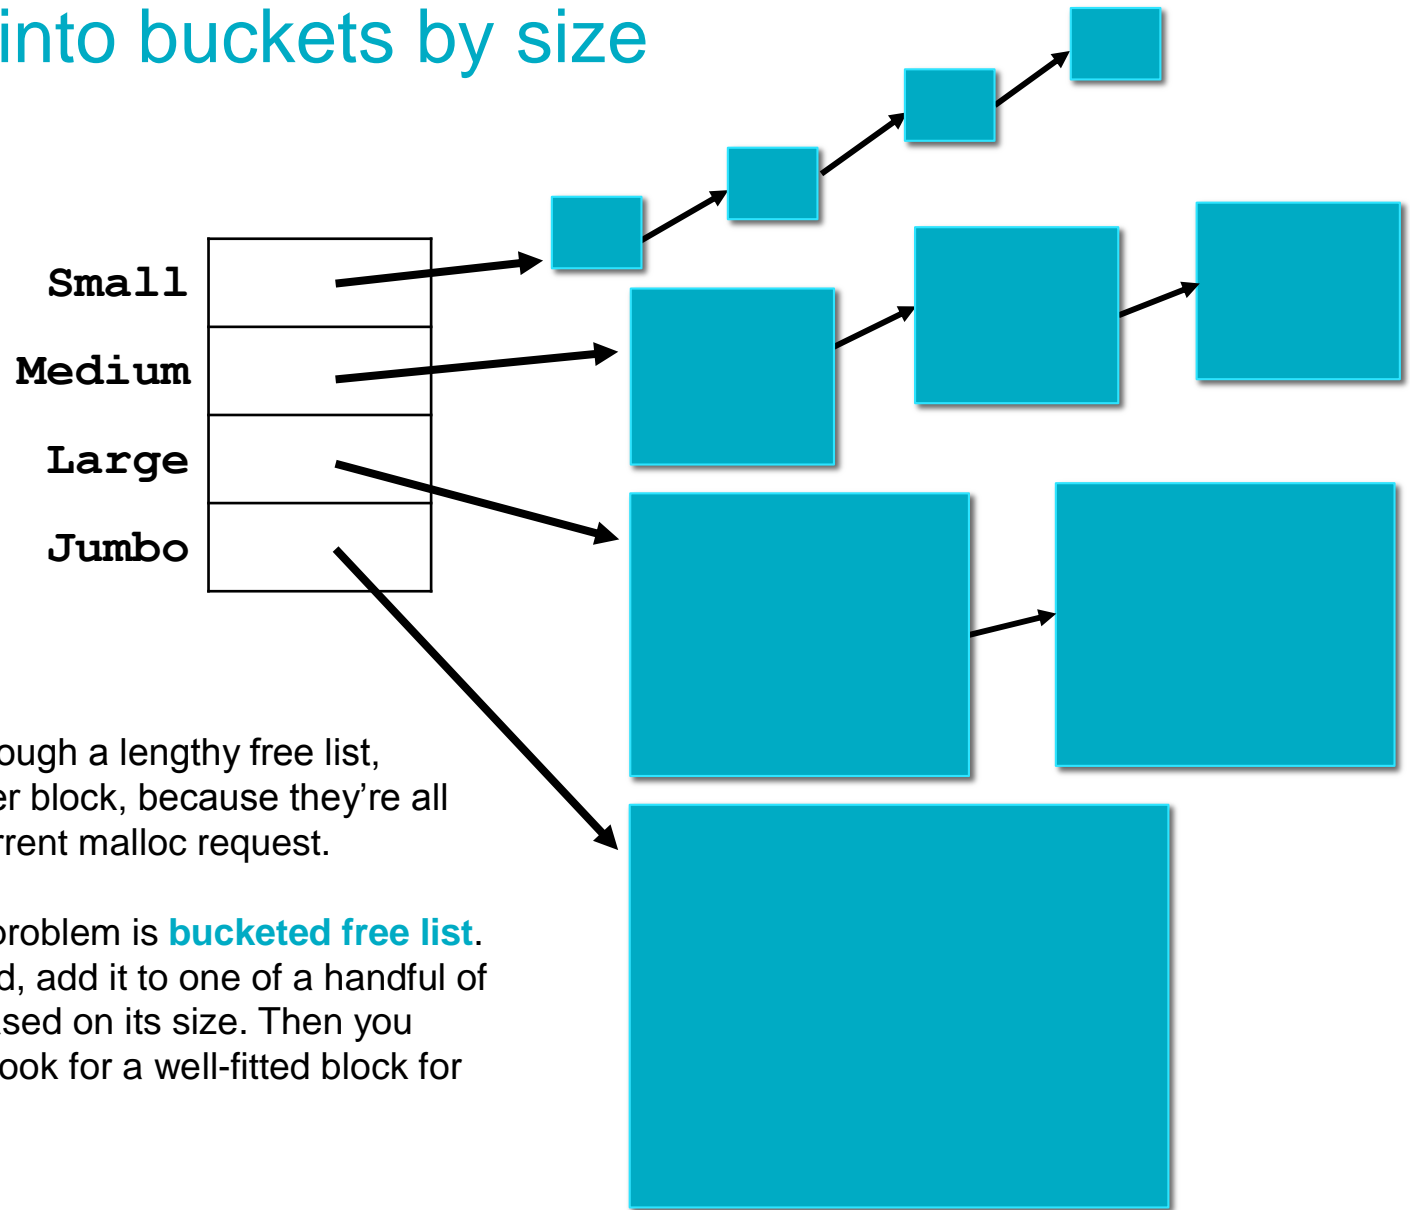 into buckets by size
Small
Medium
Large
Jumbo
ough a lengthy free list,
er block, because they’re all
rrent malloc request.
problem is bucketed free list.
d, add it to one of a handful of
ased on its size. Then you
look for a well-fitted block for